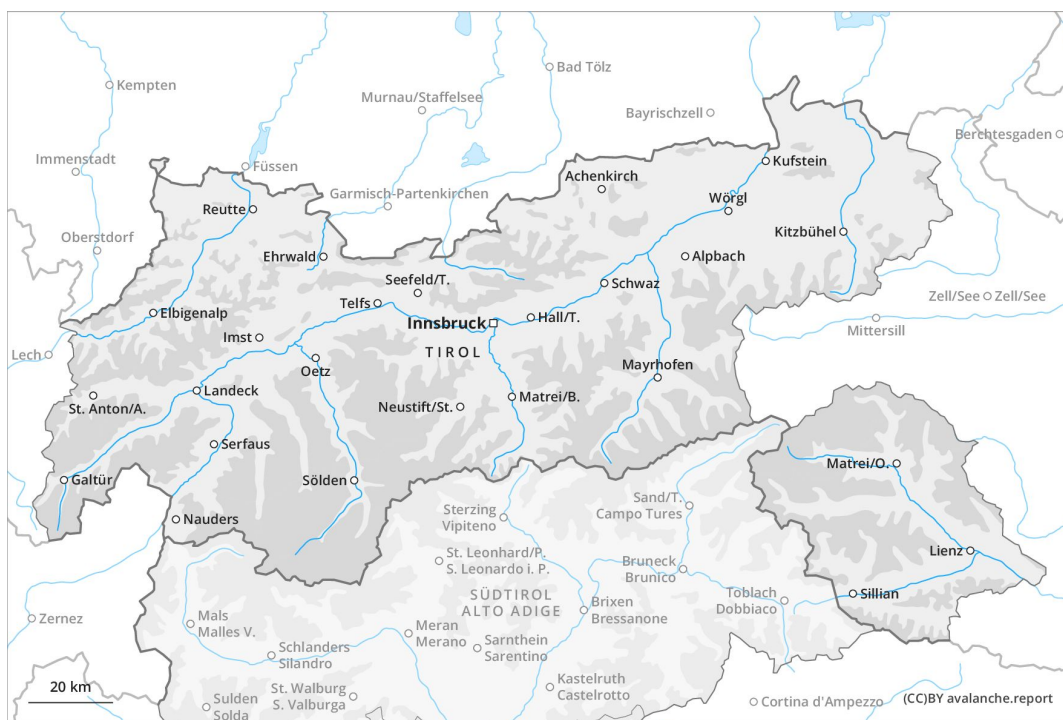 Kempten
Bad Tölz
Murnau/Staffelsee
Bayrischzell
Berchtesgaden
Immenstadt
Füssen
Kufstein
Achenkirch
Garmisch-Partenkirchen
Wörgl
Reutte
Kitzbühel
Oberstdorf
Ehrwald
Alpbach
Seefeld/T.
Schwaz
Zell/See
Zell/See
Telfs
Elbigenalp
Innsbruck
Hall/T.
Mittersill
Imst
TIROL
Lech
Oetz
Mayrhofen
Landeck
St. Anton/A.
Neustift/St.
Matrei/B.
Serfaus
Matrei/O.
Galtür
Sölden
Sand/T.
Campo Tures
Nauders
Sterzing
Vipiteno
Lienz
St. Leonhard/P.
S. Leonardo i. P.
Bruneck
Brunico
SÜDTIROL
ALTO ADIGE
Toblach
Dobbiaco
Sillian
Brixen
Bressanone
Zernez
Mals
Malles V.
Meran
Merano
Sarnthein
Sarentino
Schlanders
Silandro
Kastelruth
Castelrotto
20 km
St. Walburg
S. Valburga
Sulden
Solda
Cortina d'Ampezzo
(CC)BY avalanche.report